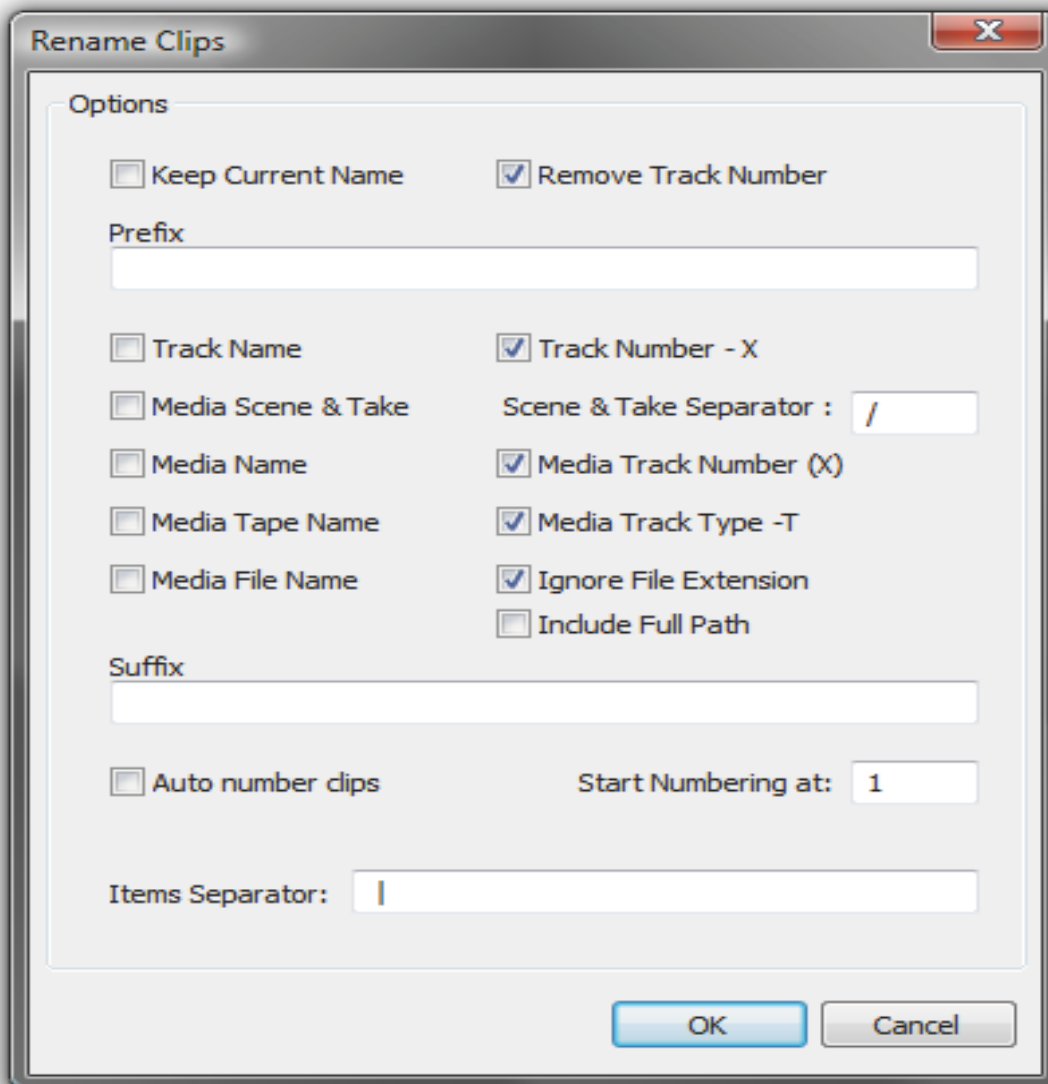 Rename Clips
Options
Keep Current Name Remove Track Number
Prefix
Track Name Track Number - X
Media Scene & Take Scene & Take Separator : /
Media Name Media Track Number (X)
Media Tape Name Media Track Type -T
Media File Name Ignore File Extension
Include Full Path
Suffix
Auto number clips Start Numbering at: 1
Items Separator: |
OK Cancel